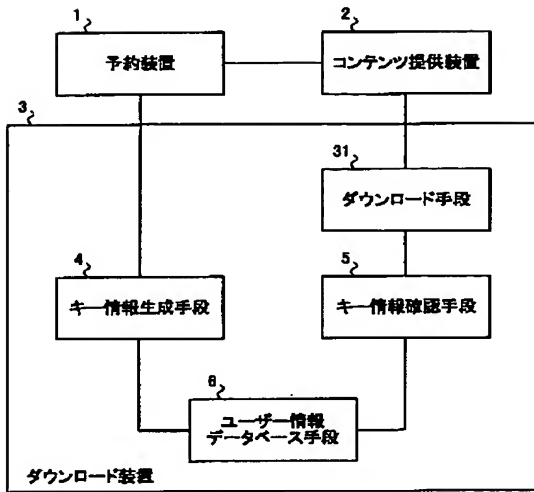 1
予約装置
2
コンテンツ提供装置
3
31
ダウンロード手段
4
キー情報生成手段
5
キー情報確認手段
6
ユーザー情報
データベース手段
ダウンロード装置